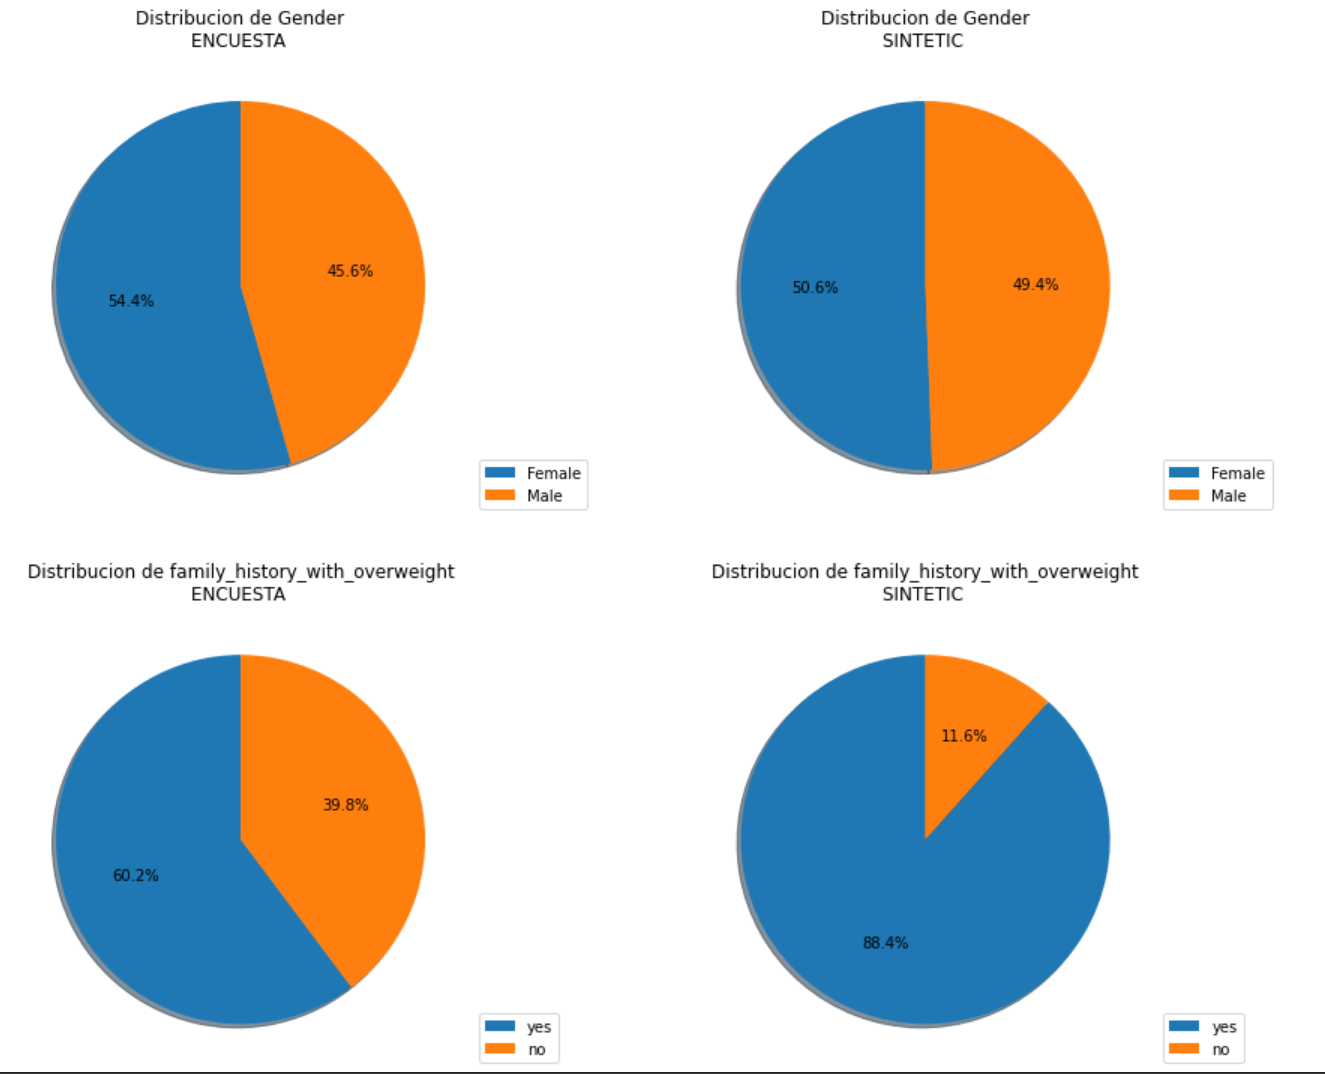 Distribucion de Gender
ENCUESTA
45.6%
54.4%
Female
Male
Distribucion de Gender
SINTETIC
50.6%
49.4%
Female
Male
Distribucion de family_history_with_overweight
ENCUESTA
39.8%
60.2%
yes
no
Distribucion de family_history_with_overweight
SINTETIC
11.6%
88.4%
yes
no